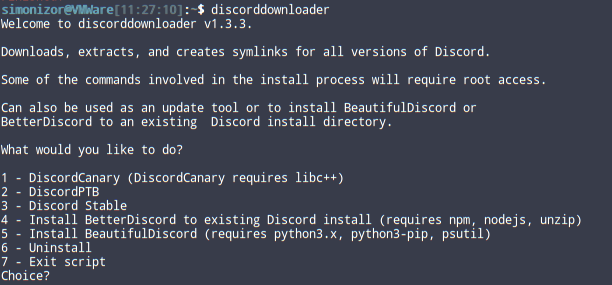 simonizor@VMWare[11:27:10]:~$ discorddownloader
Welcome to discorddownloader v1.3.3.
Downloads, extracts, and creates symlinks for all versions of Discord.
Some of the commands involved in the install process will require root access.
Can also be used as an update tool or to install BeautifulDiscord or
BetterDiscord to an existing  Discord install directory.
What would you like to do?
1 - DiscordCanary (DiscordCanary requires libc++)
2 - DiscordPTB
3 - Discord Stable
4 - Install BetterDiscord to existing Discord install (requires npm, nodejs, unzip)
5 - Install BeautifulDiscord (requires python3.x, python3-pip, psutil)
6 - Uninstall
7 - Exit script
Choice?